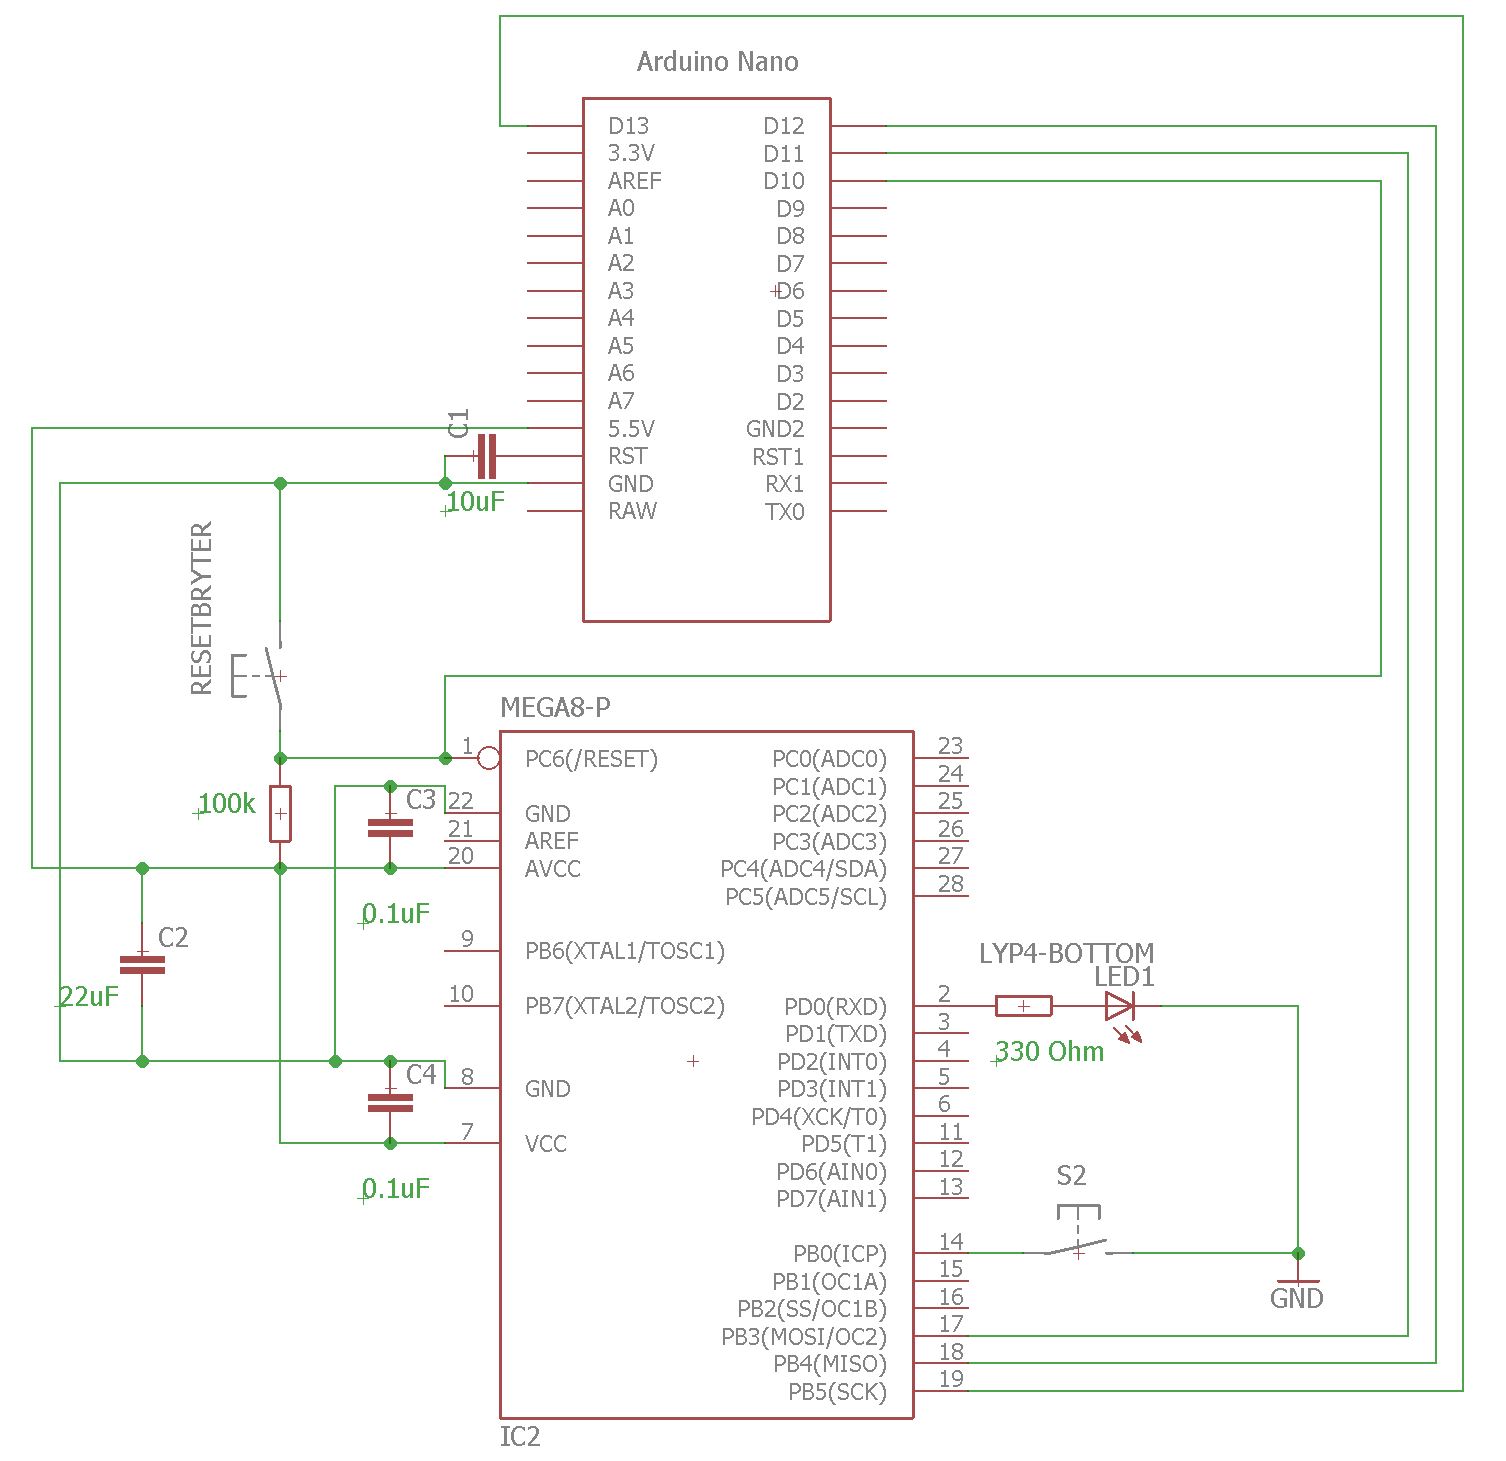 Arduino Nano
D13 D12
3.3V D11
AREF D10
A0 D9
A1 D8
A2 D7
A3 D6
A4 D5
A5 D4
A6 D3
A7 D2
C1
5.5V GND2
RST RST1
GND RX1
10uF
RAW TX0
RESETBRYTER
MEGA8-P
1 PC6(/RESET) PC0(ADC0) 23
PC1(ADC1) 24
100k
C3
22 GND PC2(ADC2) 25
21 AREF PC3(ADC3) 26
20 AVCC PC4(ADC4/SDA) 27
PC5(ADC5/SCL) 28
0.1uF
C2
9 PB6(XTAL1/TOSC1)
LYP4-BOTTOM
LED1
22uF
10 PB7(XTAL2/TOSC2) PD0(RXD) 2
PD1(TXD) 3
330 Ohm
PD2(INT0) 4
C4
8 GND PD3(INT1) 5
PD4(XCK/T0) 6
7 VCC PD5(T1) 11
PD6(AIN0) 12
0.1uF
PD7(AIN1) 13
S2
PB0(ICP) 14
PB1(OC1A) 15
GND
PB2(SS/OC1B) 16
PB3(MOSI/OC2) 17
PB4(MISO) 18
PB5(SCK) 19
IC2